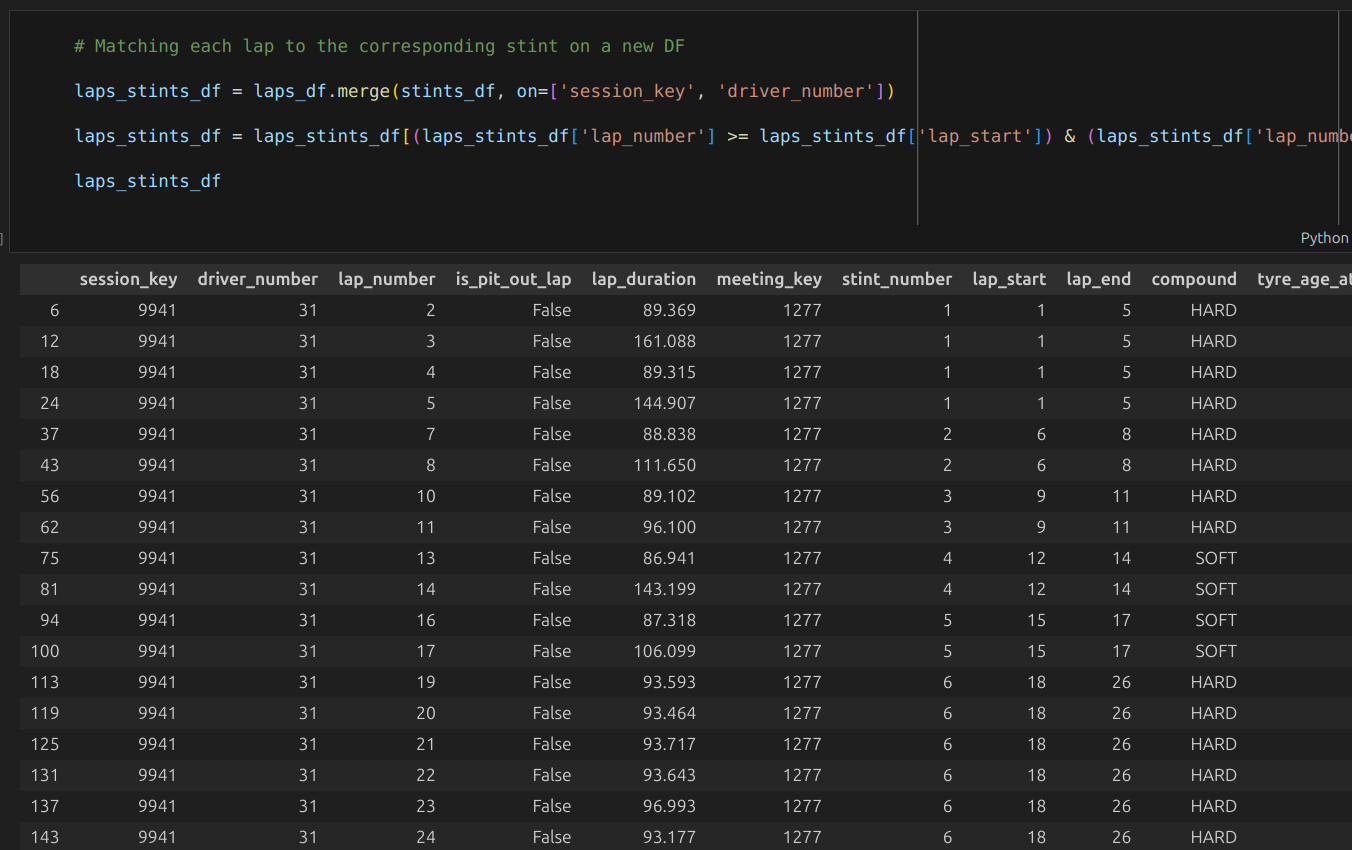 # Matching each lap to the corresponding stint on a new DF
laps_stints_df = laps_df.merge(stints_df, on=['session_key', 'driver_number'])
laps_stints_df = laps_stints_df[(laps_stints_df['lap_number'] >= laps_stints_df['lap_start']) & (laps_stints_df['lap_numbe
laps_stints_df
]
Python
session_key driver_number lap_number is_pit_out_lap lap_duration meeting_key stint_number lap_start lap_end compound tyre_age_at
6 9941 31 2 False 89.369 1277 1 1 5 HARD
12 9941 31 3 False 161.088 1277 1 1 5 HARD
18 9941 31 4 False 89.315 1277 1 1 5 HARD
24 9941 31 5 False 144.907 1277 1 1 5 HARD
37 9941 31 7 False 88.838 1277 2 6 8 HARD
43 9941 31 8 False 111.650 1277 2 6 8 HARD
56 9941 31 10 False 89.102 1277 3 9 11 HARD
62 9941 31 11 False 96.100 1277 3 9 11 HARD
75 9941 31 13 False 86.941 1277 4 12 14 SOFT
81 9941 31 14 False 143.199 1277 4 12 14 SOFT
94 9941 31 16 False 87.318 1277 5 15 17 SOFT
100 9941 31 17 False 106.099 1277 5 15 17 SOFT
113 9941 31 19 False 93.593 1277 6 18 26 HARD
119 9941 31 20 False 93.464 1277 6 18 26 HARD
125 9941 31 21 False 93.717 1277 6 18 26 HARD
131 9941 31 22 False 93.643 1277 6 18 26 HARD
137 9941 31 23 False 96.993 1277 6 18 26 HARD
143 9941 31 24 False 93.177 1277 6 18 26 HARD